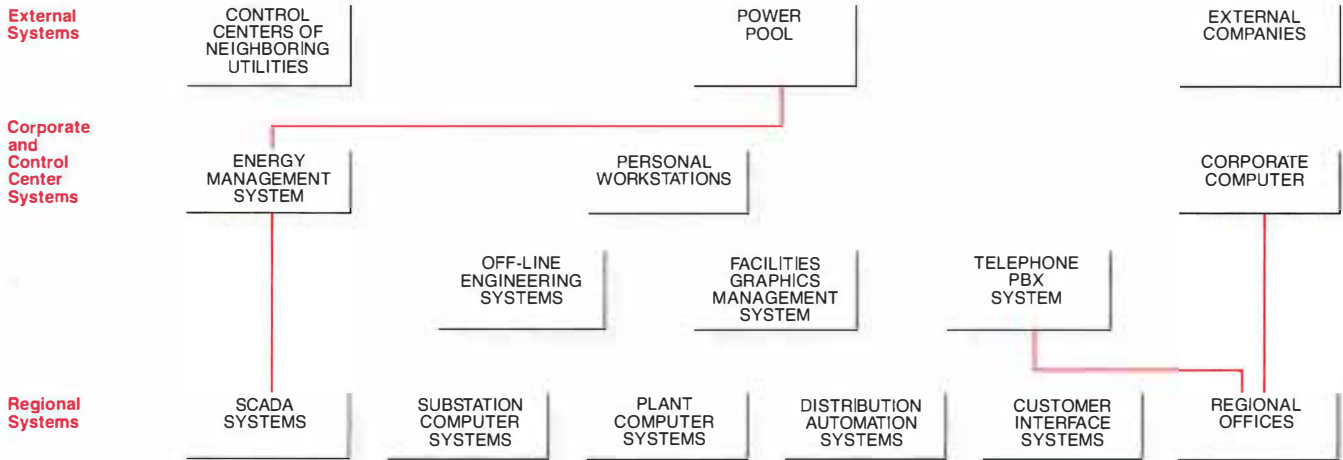 External
Systems
CONTROL
CENTERS OF
NEIGHBORING
UTILITIES
POWER
POOL
EXTERNAL
COMPANIES
Corporate
and
Control
Center
Systems
ENERGY
MANAGEMENT
SYSTEM
PERSONAL
WORKSTATIONS
CORPORATE
COMPUTER
OFF-LINE
ENGINEERING
SYSTEMS
FACILITIES
GRAPHICS
MANAGEMENT
SYSTEM
TELEPHONE
PBX
SYSTEM
Regional
Systems
SCADA
SYSTEMS
SUBSTATION
COMPUTER
SYSTEMS
PLANT
COMPUTER
SYSTEMS
DISTRIBUTION
AUTOMATION
SYSTEMS
CUSTOMER
INTERFACE
SYSTEMS
REGIONAL
OFFICES